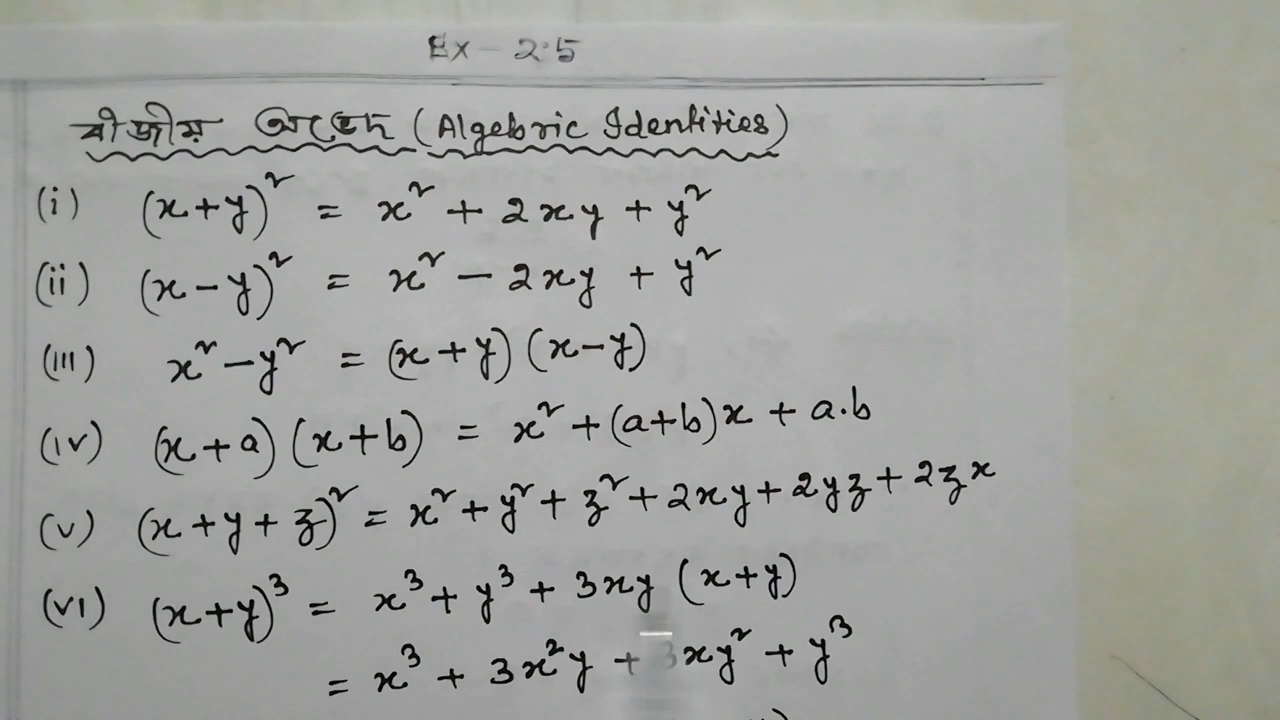 Ex - 2.5
বীজীয় অভেদ (Algebric Identities)
(i) (x+y)² = x² + 2xy + y²
(ii) (x-y)² = x² - 2xy + y²
(iii) x² - y² = (x+y) (x-y)
(iv) (x+a) (x+b) = x² + (a+b)x + a.b
(v) (x+y+z)² = x² + y² + z² + 2xy + 2yz + 2zx
(vi) (x+y)³ = x³ + y³ + 3xy (x+y)
= x³ + 3x²y + 3xy² + y³